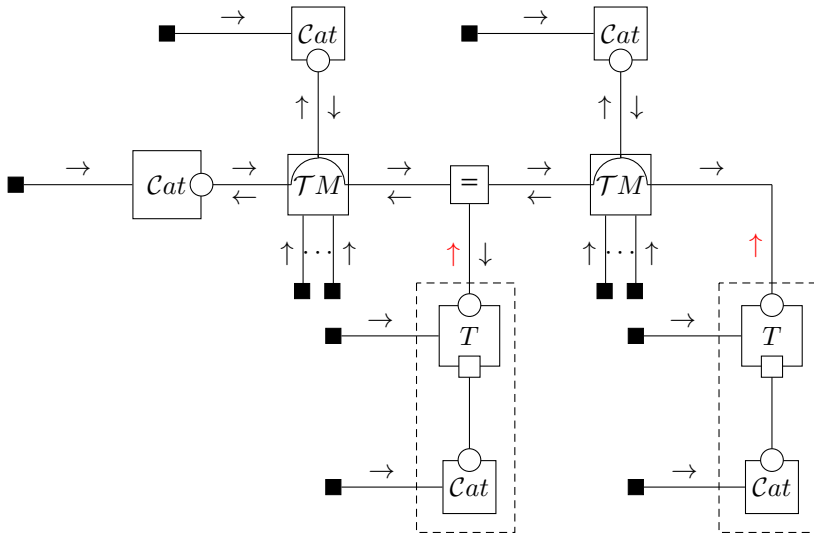 → → 
𝒞at 𝒞at
↑ ↓ ↑ ↓
→ 𝒞at → ← 𝒯M → ← = → ← 𝒯M →
↑ ... ↑ ↑ ↓ ↑ ... ↑ ↑
→ T → T
→ 𝒞at → 𝒞at